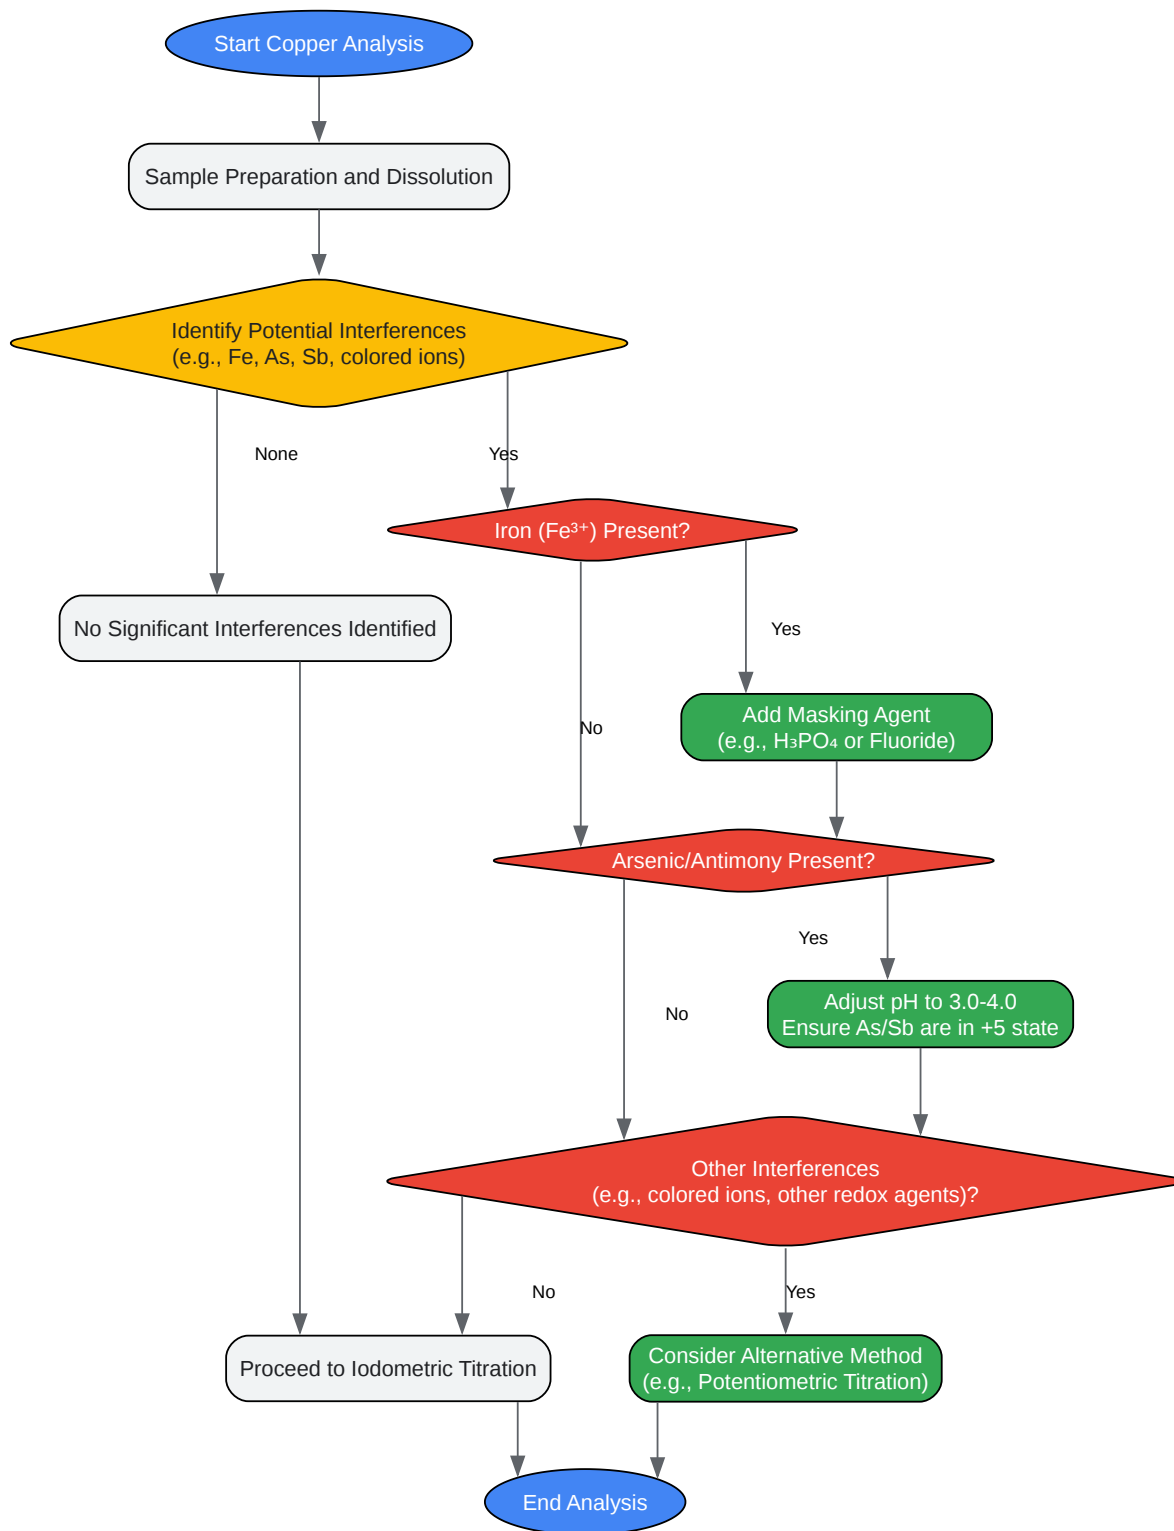 Start Copper Analysis
Sample Preparation and Dissolution
Identify Potential Interferences
(e.g., Fe, As, Sb, colored ions)
None
Yes
Iron (Fe³⁺) Present?
No Significant Interferences Identified
Yes
No
Add Masking Agent
(e.g., H₃PO₄ or Fluoride)
Arsenic/Antimony Present?
Yes
No
Adjust pH to 3.0-4.0
Ensure As/Sb are in +5 state
Other Interferences
(e.g., colored ions, other redox agents)?
No
Yes
Proceed to Iodometric Titration
Consider Alternative Method
(e.g., Potentiometric Titration)
End Analysis